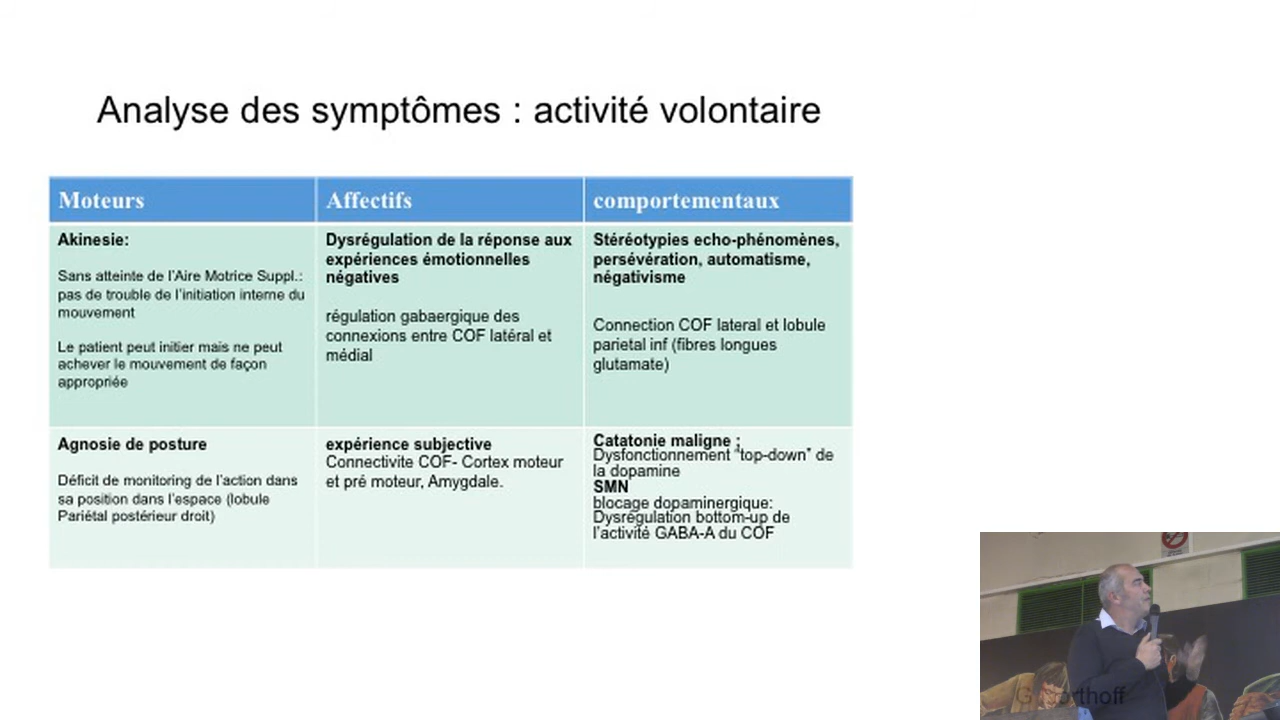 Analyse des symptômes : activité volontaire
Moteurs
Affectifs
comportementaux
Akinesie:
Sans atteinte de l'Aire Motrice Suppl.:
pas de trouble de l'initiation interne du
mouvement
Le patient peut initier mais ne peut
achever le mouvement de façon
appropriée
Dysrégulation de la réponse aux
expériences émotionnelles
négatives
régulation gabaergique des
connexions entre COF latéral et
médial
Stéréotypies echo-phénomènes,
persévération, automatisme,
négativisme
Connection COF lateral et lobule
parietal inf (fibres longues
glutamate)
Agnosie de posture
Déficit de monitoring de l'action dans
sa position dans l'espace (lobule
Pariétal postérieur droit)
expérience subjective
Connectivite COF- Cortex moteur
et pré moteur, Amygdale.
Catatonie maligne :
Dysfonctionnement "top-down" de
la dopamine
SMN
blocage dopaminergique:
Dysrégulation bottom-up de
l'activité GABA-A du COF
G